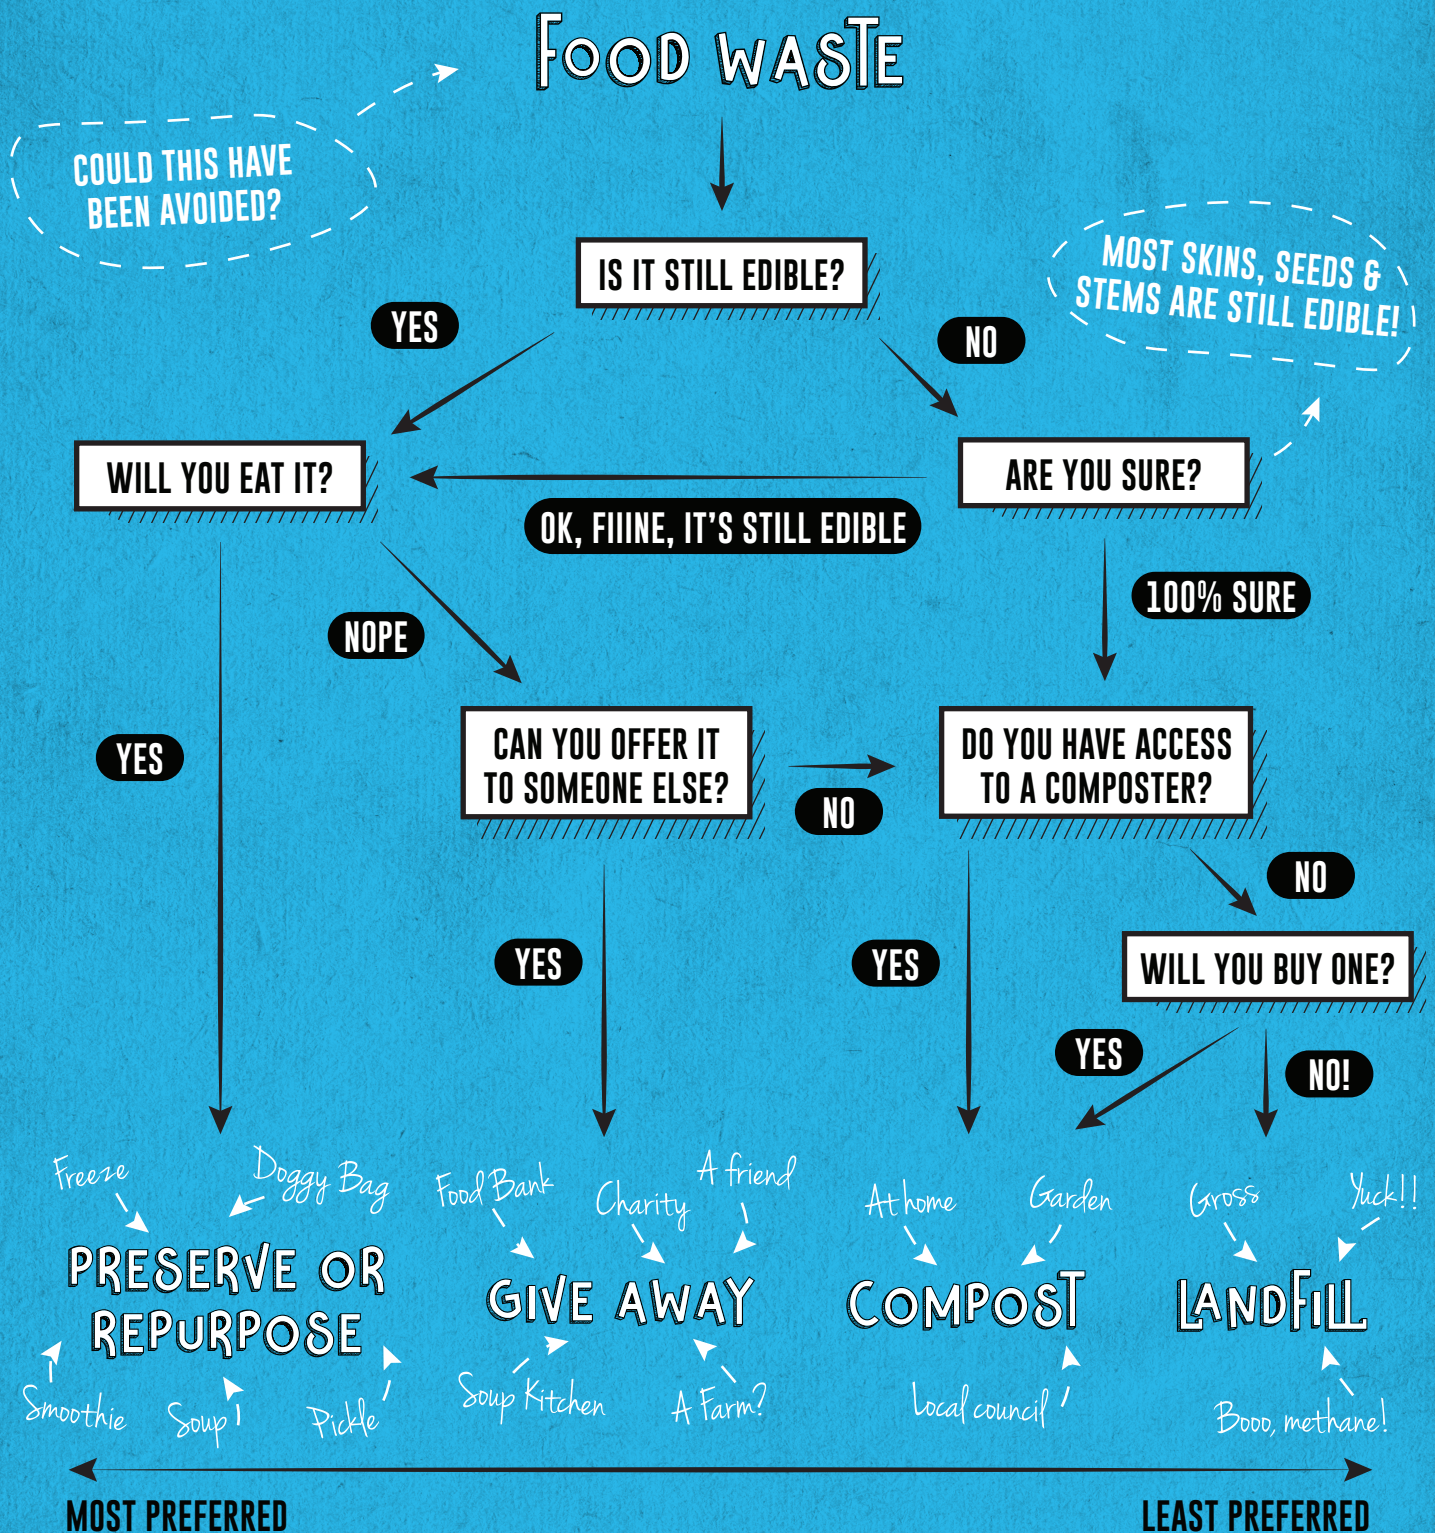 FOOD WASTE
COULD THIS HAVE
BEEN AVOIDED?
IS IT STILL EDIBLE?
MOST SKINS, SEEDS &
STEMS ARE STILL EDIBLE!
YES
NO
WILL YOU EAT IT?
ARE YOU SURE?
OK, FIIINE, IT'S STILL EDIBLE
100% SURE
NOPE
YES
CAN YOU OFFER IT
TO SOMEONE ELSE?
NO
DO YOU HAVE ACCESS
TO A COMPOSTER?
NO
YES
YES
WILL YOU BUY ONE?
YES
NO!
Freeze
Doggy Bag
PRESERVE OR
REPURPOSE
Smoothie
Soup
Pickle
Food Bank
Charity
A friend
GIVE AWAY
Soup Kitchen
A Farm?
At home
Garden
COMPOST
Local council
Gross
Yuck!!
LANDFILL
Booo, methane!
MOST PREFERRED
LEAST PREFERRED